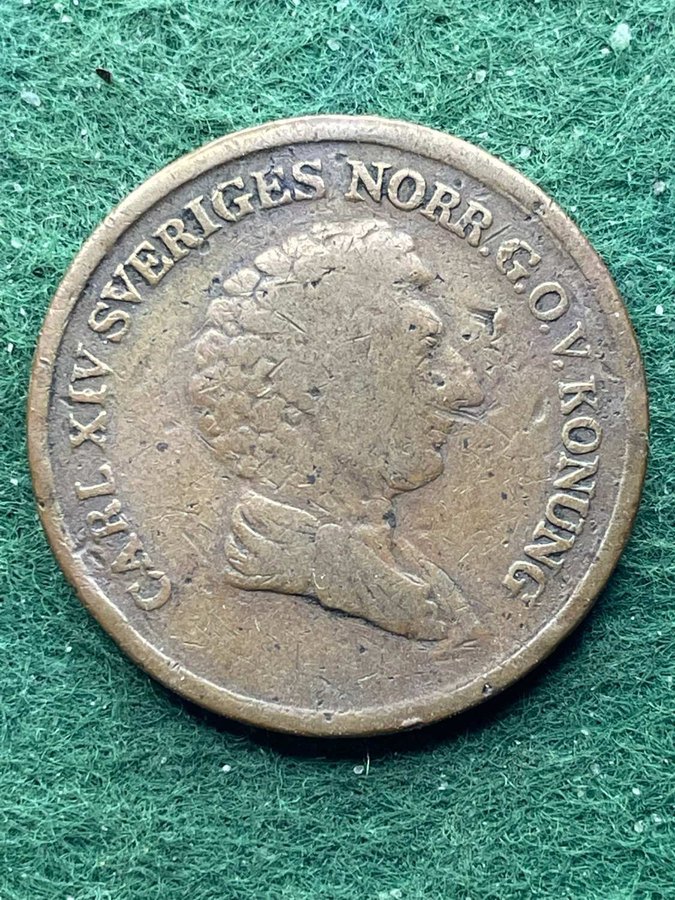 CARL XIV SVERIGES NORR. G. O. V. KONUNG